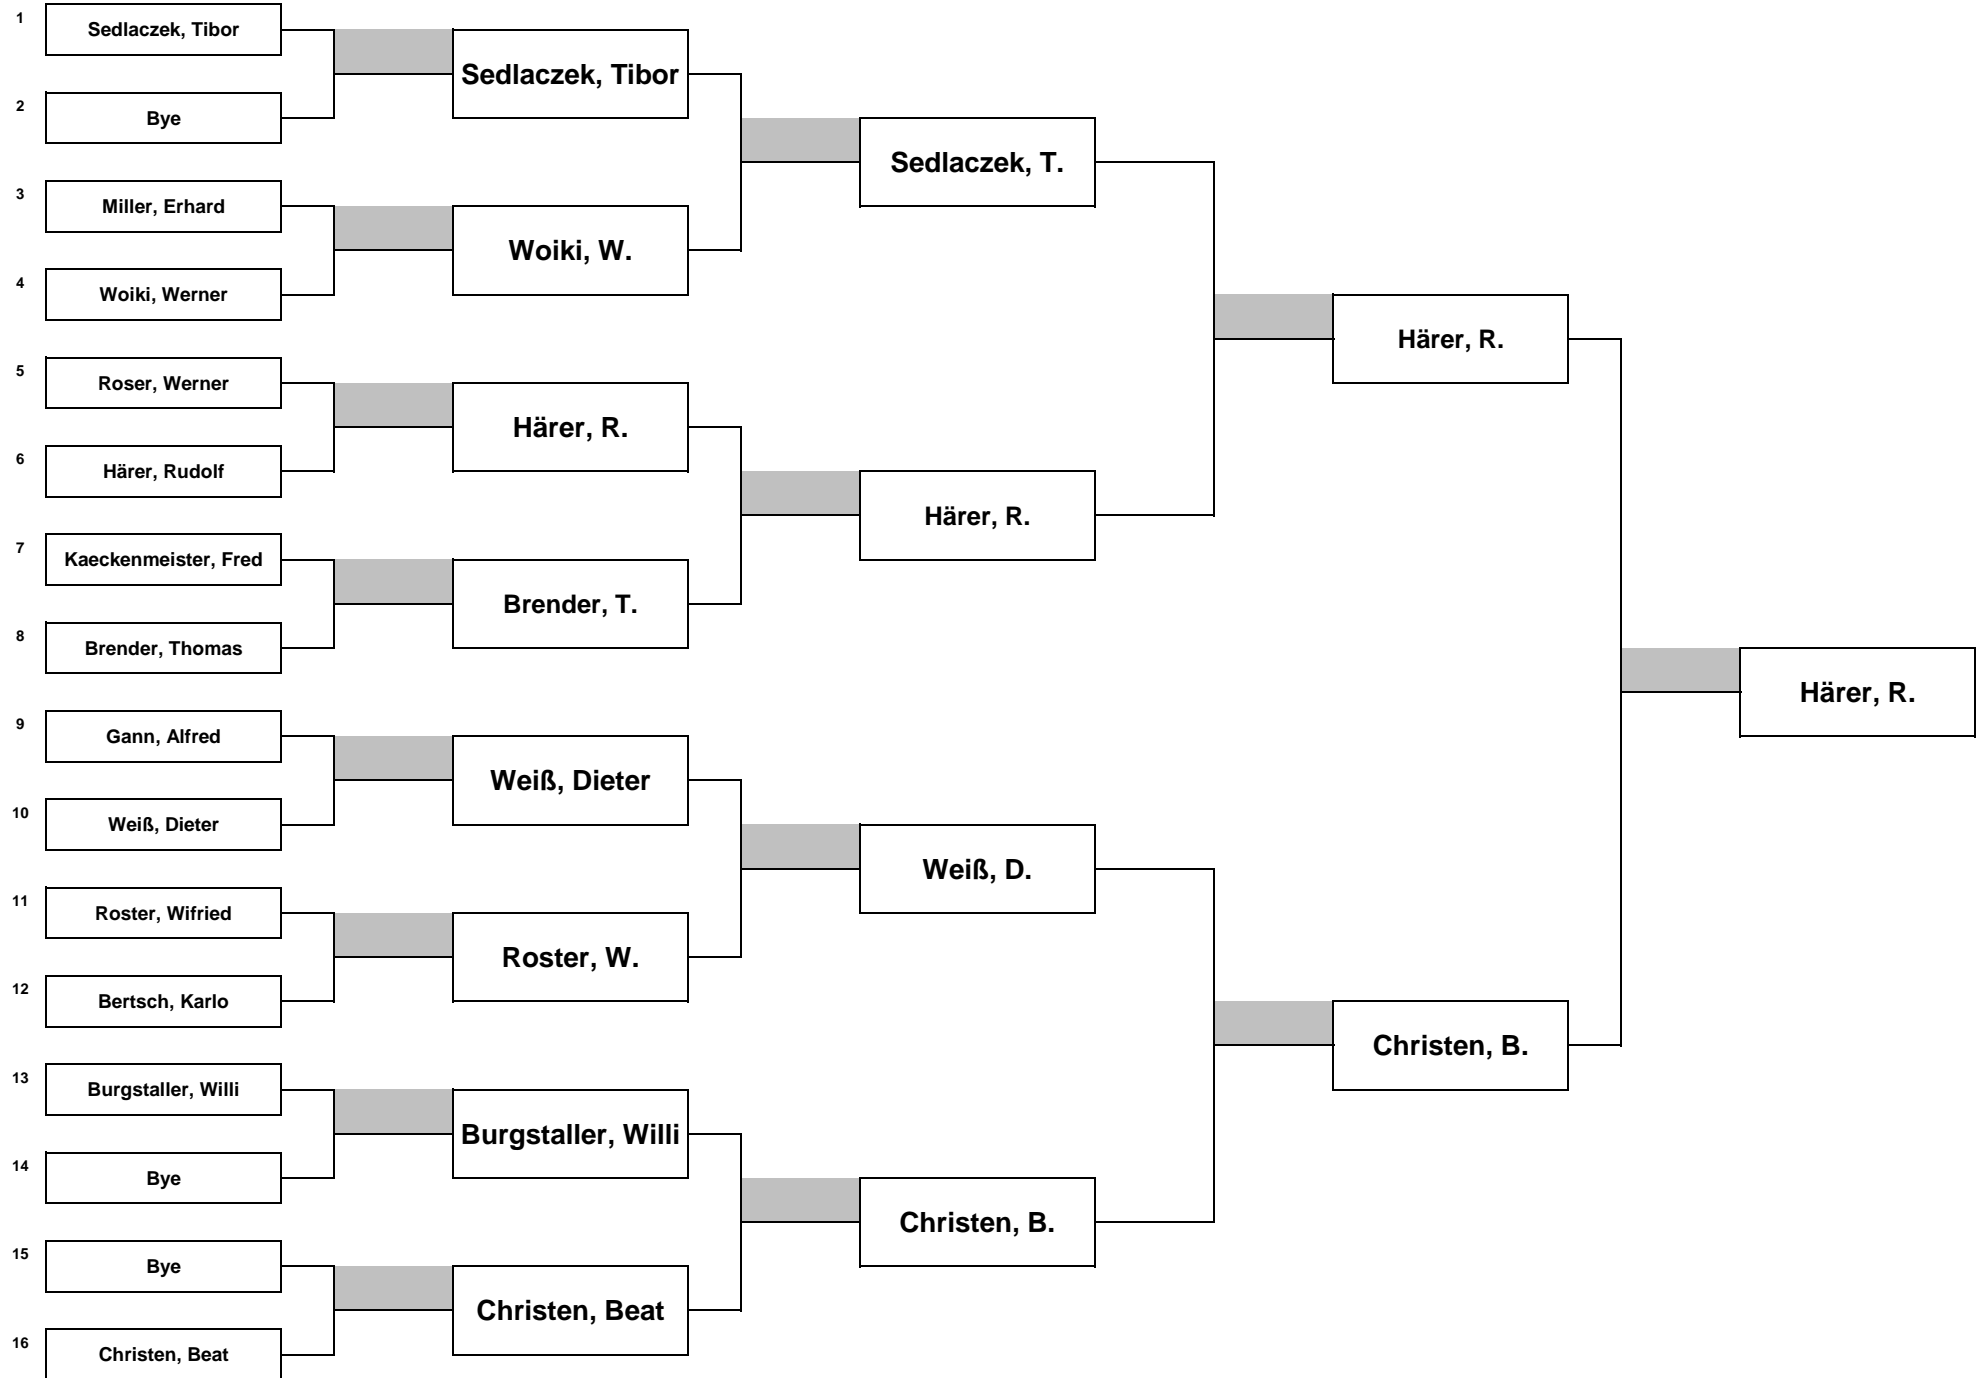 1
Sedlaczek, Tibor
2
Bye
3
Miller, Erhard
4
Woiki, Werner
5
Roser, Werner
6
Härer, Rudolf
7
Kaeckenmeister, Fred
8
Brender, Thomas
9
Gann, Alfred
10
Weiß, Dieter
11
Roster, Wifried
12
Bertsch, Karlo
13
Burgstaller, Willi
14
Bye
15
Bye
16
Christen, Beat
Sedlaczek, Tibor
Woiki, W.
Härer, R.
Brender, T.
Weiß, Dieter
Roster, W.
Burgstaller, Willi
Christen, Beat
Sedlaczek, T.
Härer, R.
Weiß, D.
Christen, B.
Härer, R.
Christen, B.
Härer, R.